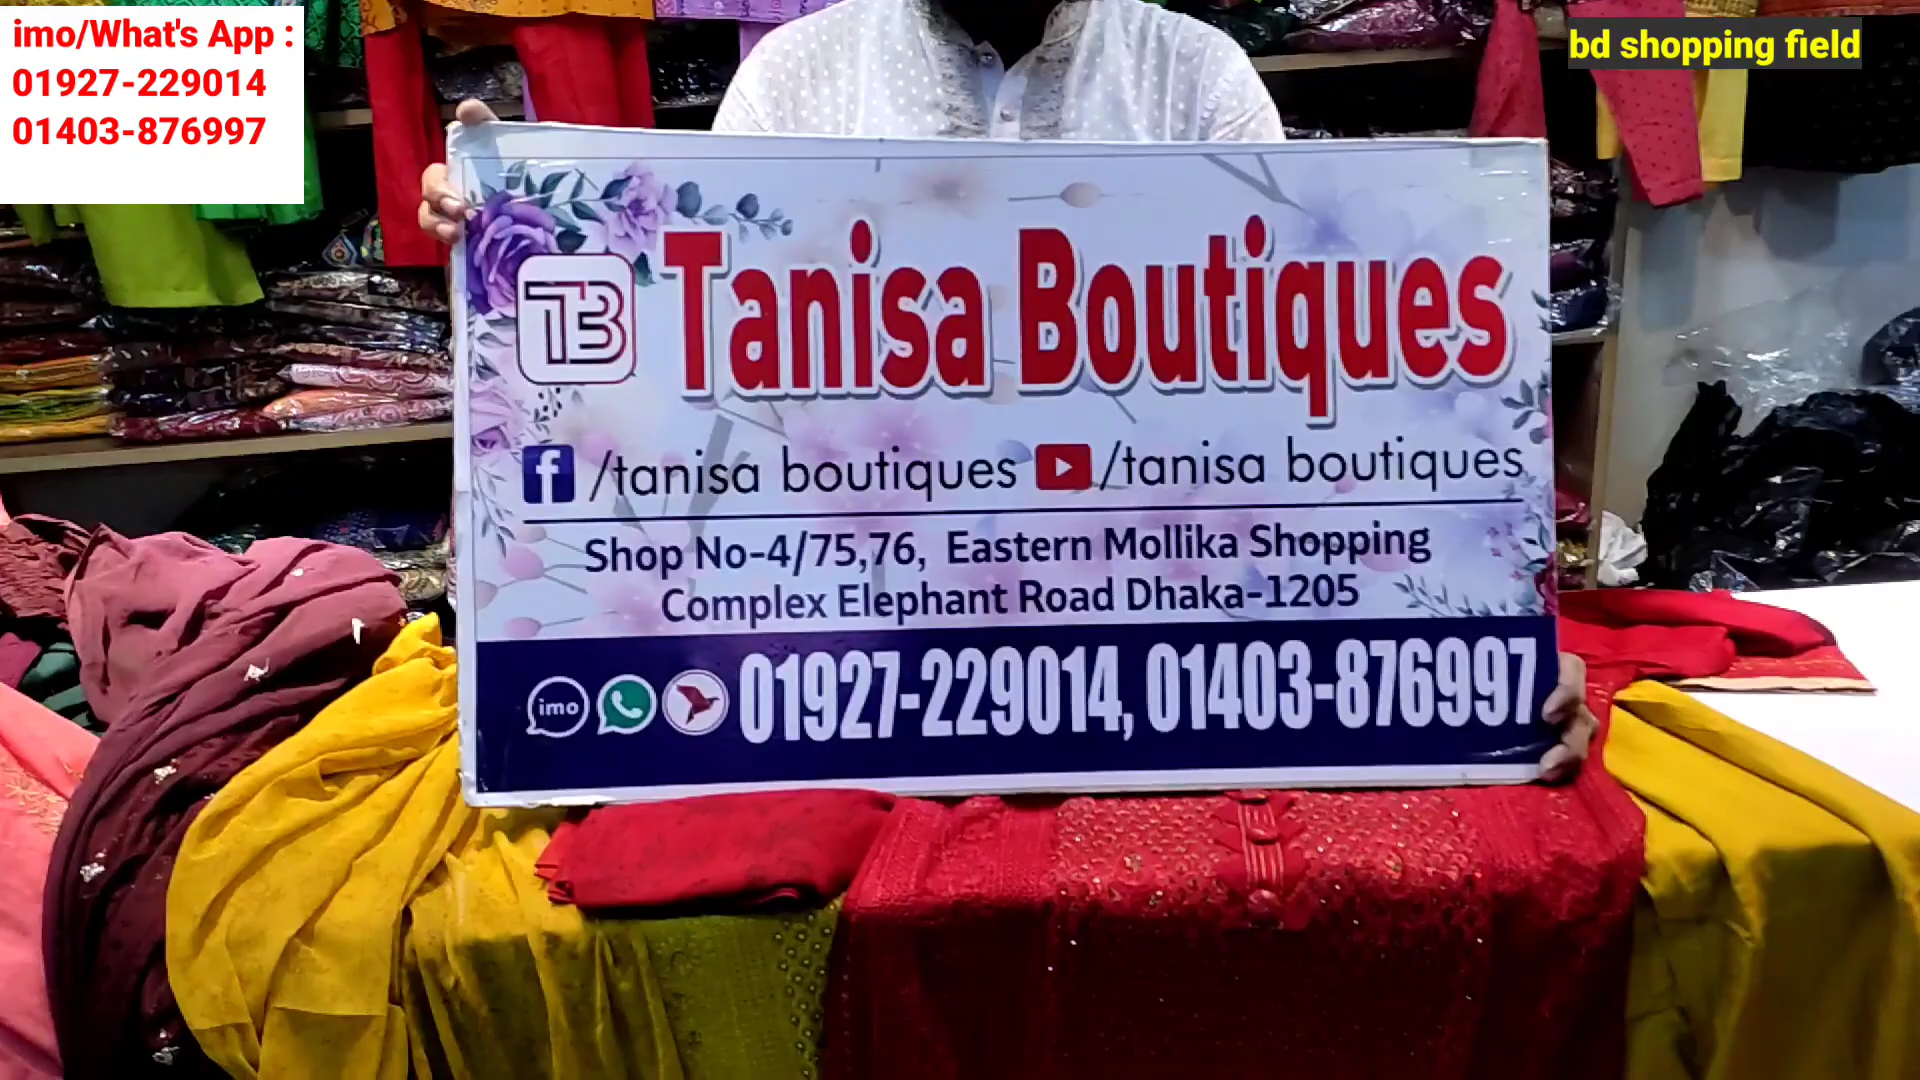 imo/What's App :
01927-229014
01403-876997
bd shopping field
TB
Tanisa Boutiques
f /tanisa boutiques /tanisa boutiques
Shop No-4/75,76, Eastern Mollika Shopping
Complex Elephant Road Dhaka-1205
imo 01927-229014, 01403-876997